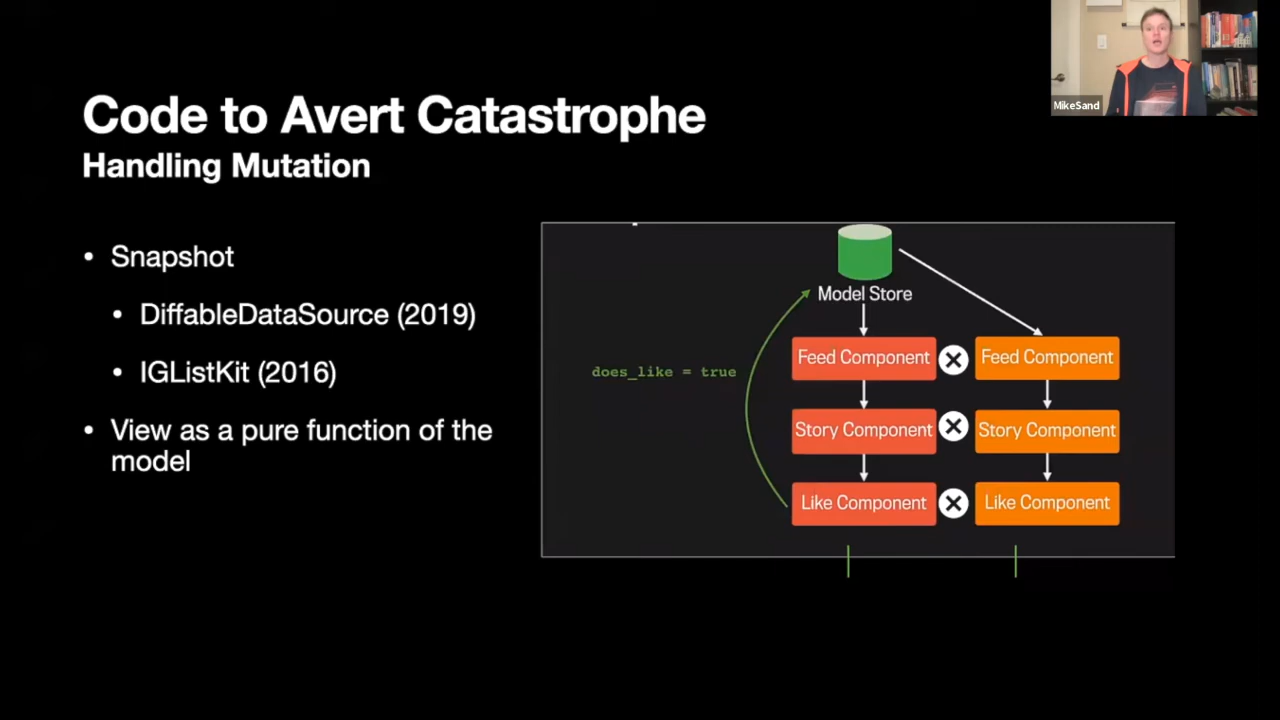 MikeSand
Code to Avert Catastrophe
Handling Mutation
• Snapshot
• DiffableDataSource (2019)
• IGListKit (2016)
• View as a pure function of the
model
Model Store
does_like = true
Feed Component
Feed Component
Story Component
Story Component
Like Component
Like Component